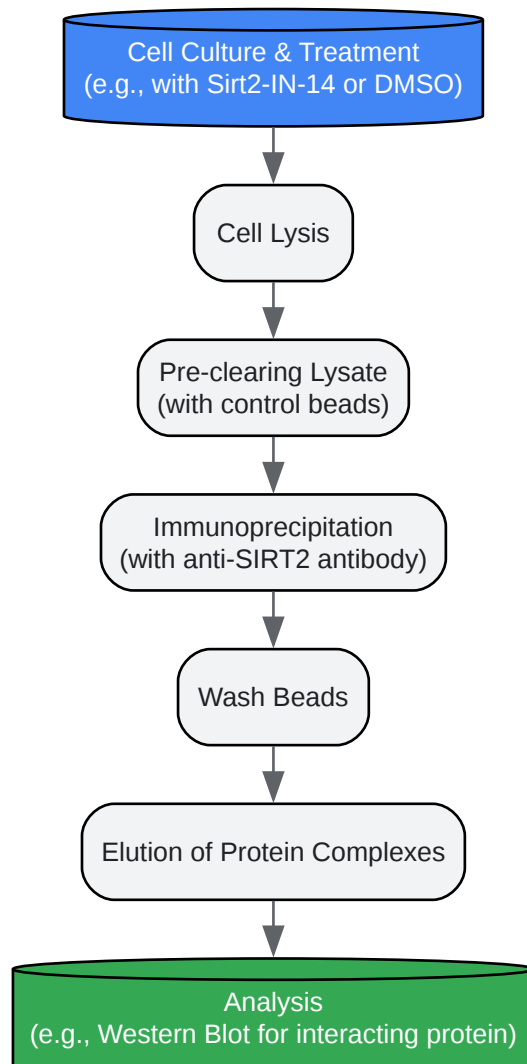 Cell Culture & Treatment
(e.g., with Sirt2-IN-14 or DMSO)
Cell Lysis
Pre-clearing Lysate
(with control beads)
Immunoprecipitation
(with anti-SIRT2 antibody)
Wash Beads
Elution of Protein Complexes
Analysis
(e.g., Western Blot for interacting protein)